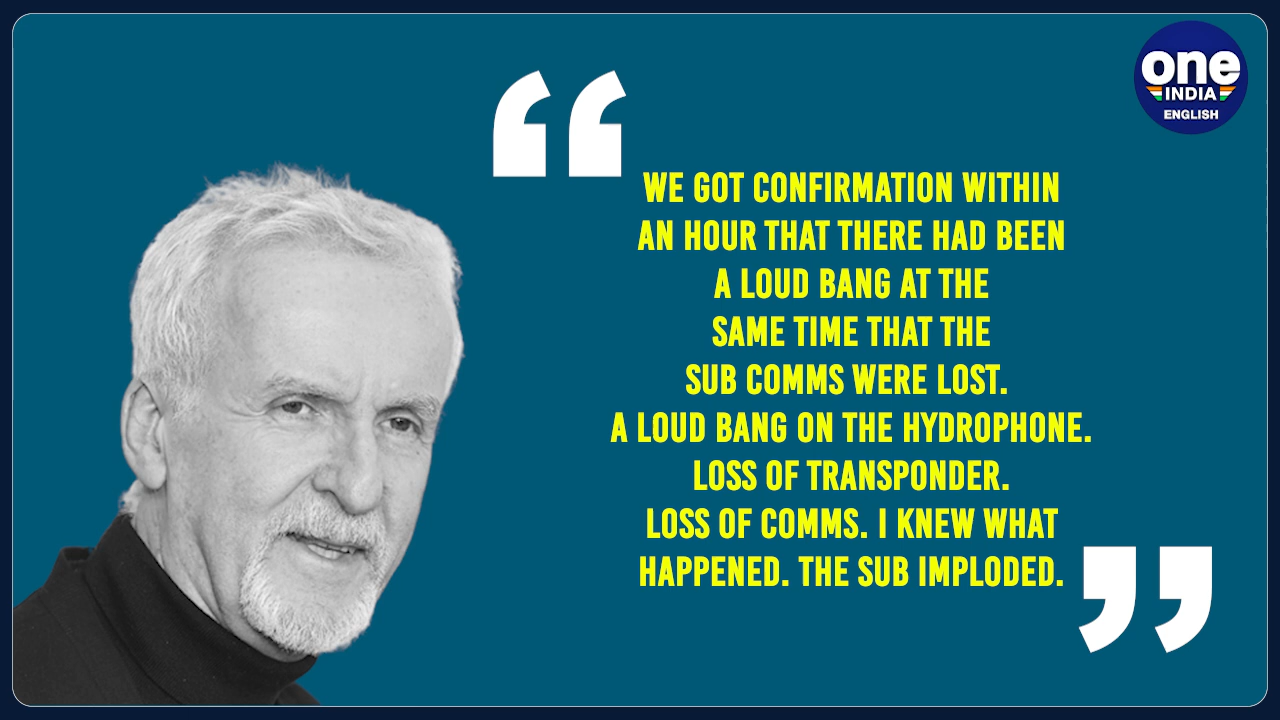 one
INDIA
ENGLISH
“
WE GOT CONFIRMATION WITHIN
AN HOUR THAT THERE HAD BEEN
A LOUD BANG AT THE
SAME TIME THAT THE
SUB COMMS WERE LOST.
A LOUD BANG ON THE HYDROPHONE.
LOSS OF TRANSPONDER.
LOSS OF COMMS. I KNEW WHAT
HAPPENED. THE SUB IMPLODED.
”